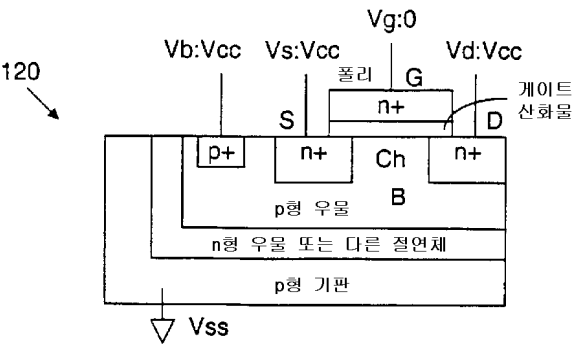 Vg:0
Vb:Vcc Vs:Vcc Vd:Vcc
120
폴리 G 게이트
산화물
n+
S D
p+ n+ Ch n+
B
p형 우물
n형 우물 또는 다른 절연체
p형 기판
Vss